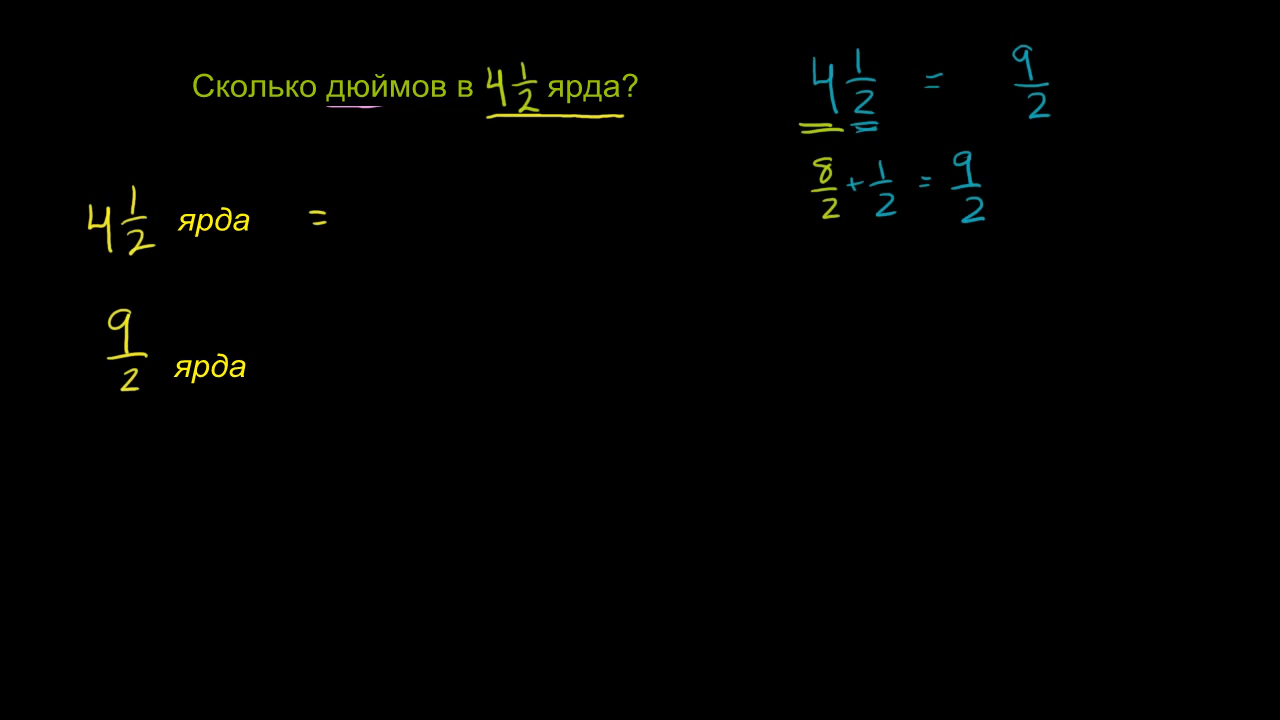 Сколько дюймов в 4 1/2 ярда?
4 1/2 = 9/2
8/2 + 1/2 = 9/2
4 1/2 ярда =
9/2 ярда